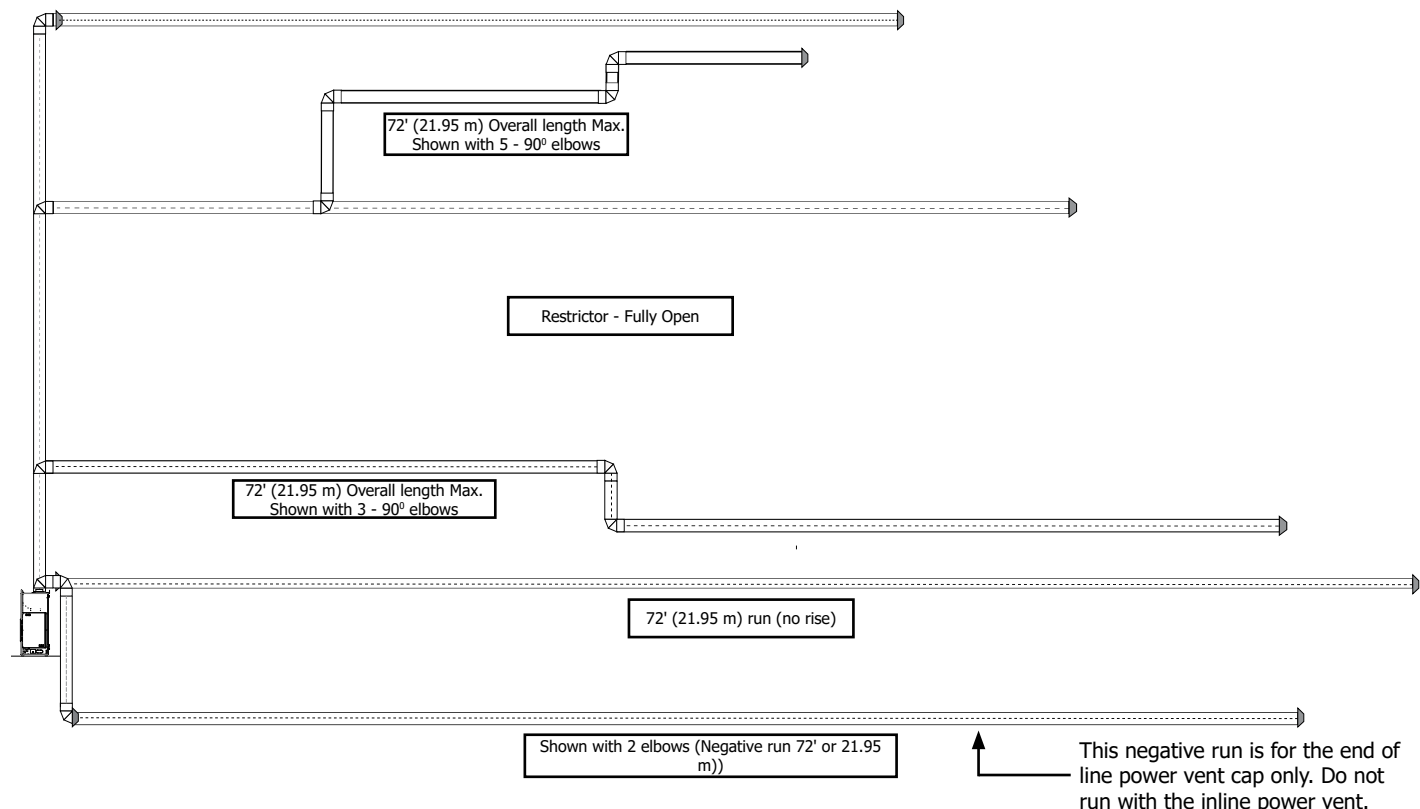 72' (21.95 m) Overall length Max.
Shown with 5 - 90⁰ elbows
Restrictor - Fully Open
72' (21.95 m) Overall length Max.
Shown with 3 - 90⁰ elbows
72' (21.95 m) run (no rise)
Shown with 2 elbows (Negative run 72' or 21.95
m))
This negative run is for the end of
line power vent cap only. Do not
run with the inline power vent.